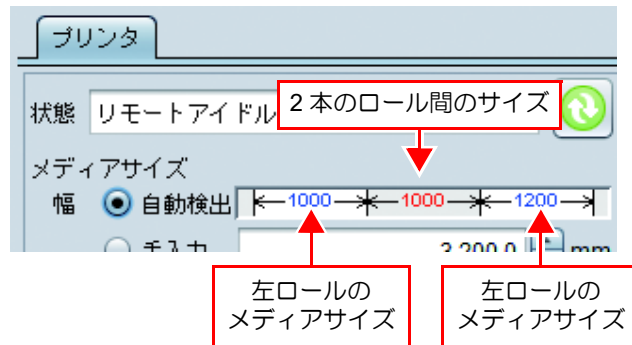 プリンタ
状態 リモートアイドル
2本のロール間のサイズ
メディアサイズ
幅 自動検出 1000 1000 1200
手入力 3,200.0 mm
左ロールの
メディアサイズ
左ロールの
メディアサイズ